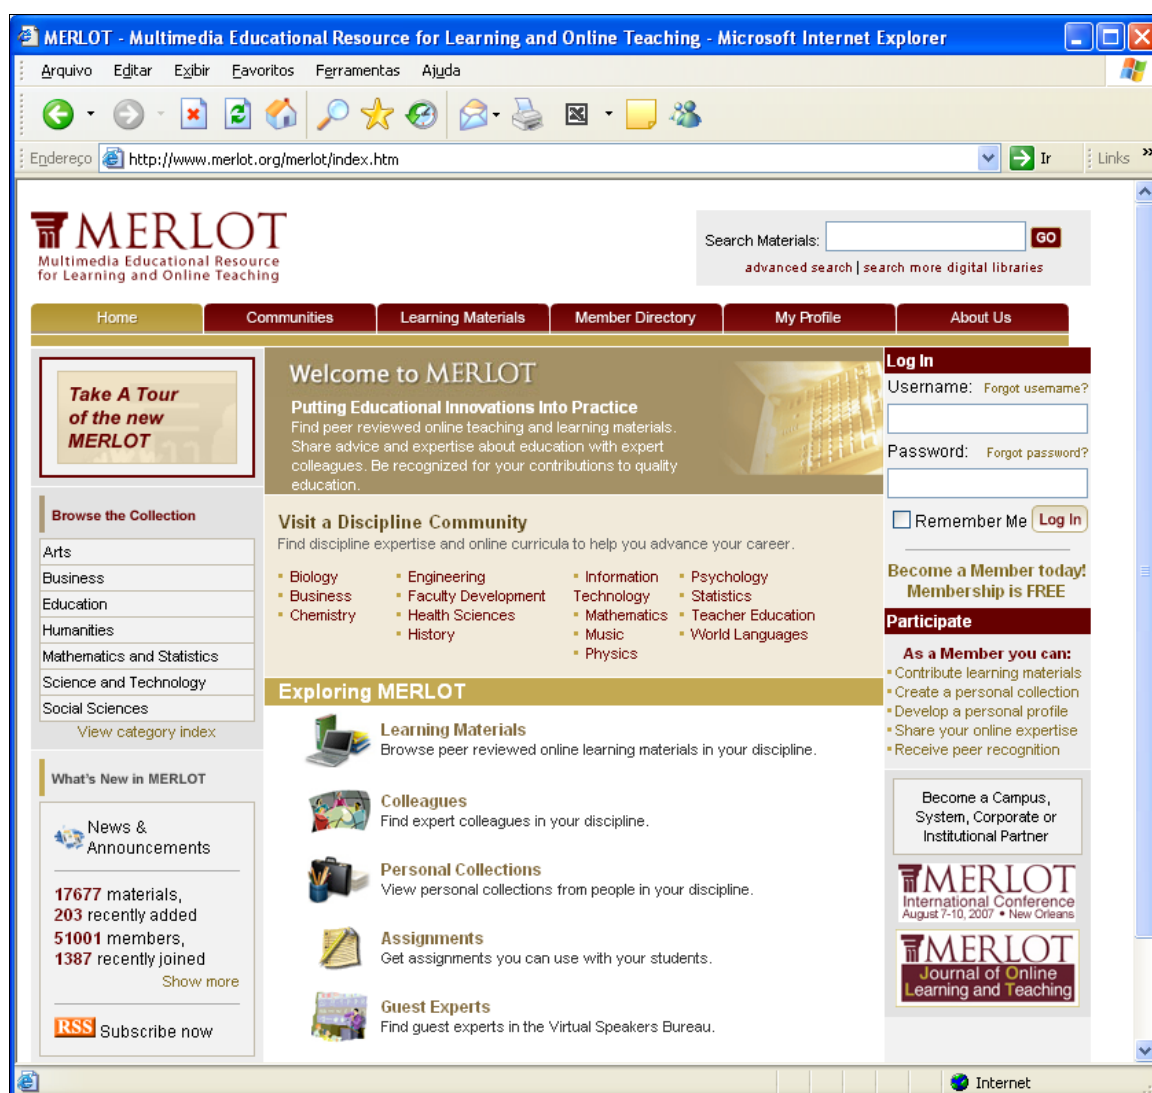 MERLOT - Multimedia Educational Resource for Learning and Online Teaching - Microsoft Internet Explorer
Arquivo Editar Exibir Favoritos Ferramentas Ajuda
Endereço http://www.merlot.org/merlot/index.htm Ir Links »
MERLOT
Multimedia Educational Resource
for Learning and Online Teaching
Search Materials: GO
advanced search | search more digital libraries
Home Communities Learning Materials Member Directory My Profile About Us
Take A Tour
of the new
MERLOT
Browse the Collection
Arts
Business
Education
Humanities
Mathematics and Statistics
Science and Technology
Social Sciences
View category index
What's New in MERLOT
News &
Announcements
17677 materials,
203 recently added
51001 members,
1387 recently joined
Show more
RSS Subscribe now
Welcome to MERLOT
Putting Educational Innovations Into Practice
Find peer reviewed online teaching and learning materials.
Share advice and expertise about education with expert
colleagues. Be recognized for your contributions to quality
education.
Visit a Discipline Community
Find discipline expertise and online curricula to help you advance your career.
Biology
Business
Chemistry
Engineering
Faculty Development
Health Sciences
History
Information
Technology
Mathematics
Music
Physics
Psychology
Statistics
Teacher Education
World Languages
Exploring MERLOT
Learning Materials
Browse peer reviewed online learning materials in your discipline.
Colleagues
Find expert colleagues in your discipline.
Personal Collections
View personal collections from people in your discipline.
Assignments
Get assignments you can use with your students.
Guest Experts
Find guest experts in the Virtual Speakers Bureau.
Log In
Username: Forgot username?
Password: Forgot password?
Remember Me Log In
Become a Member today!
Membership is FREE
Participate
As a Member you can:
Contribute learning materials
Create a personal collection
Develop a personal profile
Share your online expertise
Receive peer recognition
Become a Campus,
System, Corporate or
Institutional Partner
MERLOT
International Conference
August 7-10, 2007 • New Orleans
MERLOT
Journal of Online
Learning and Teaching
Internet